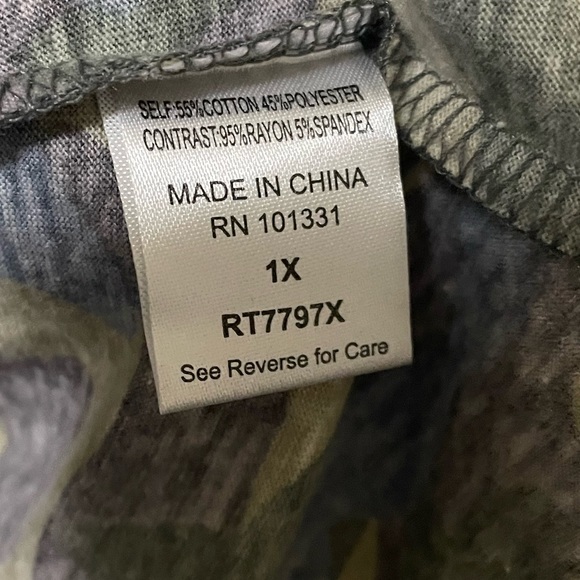 SELF:55%COTTON 45%POLYESTER
CONTRAST:95%RAYON 5%SPANDEX
MADE IN CHINA
RN 101331
1X
RT7797X
See Reverse for Care